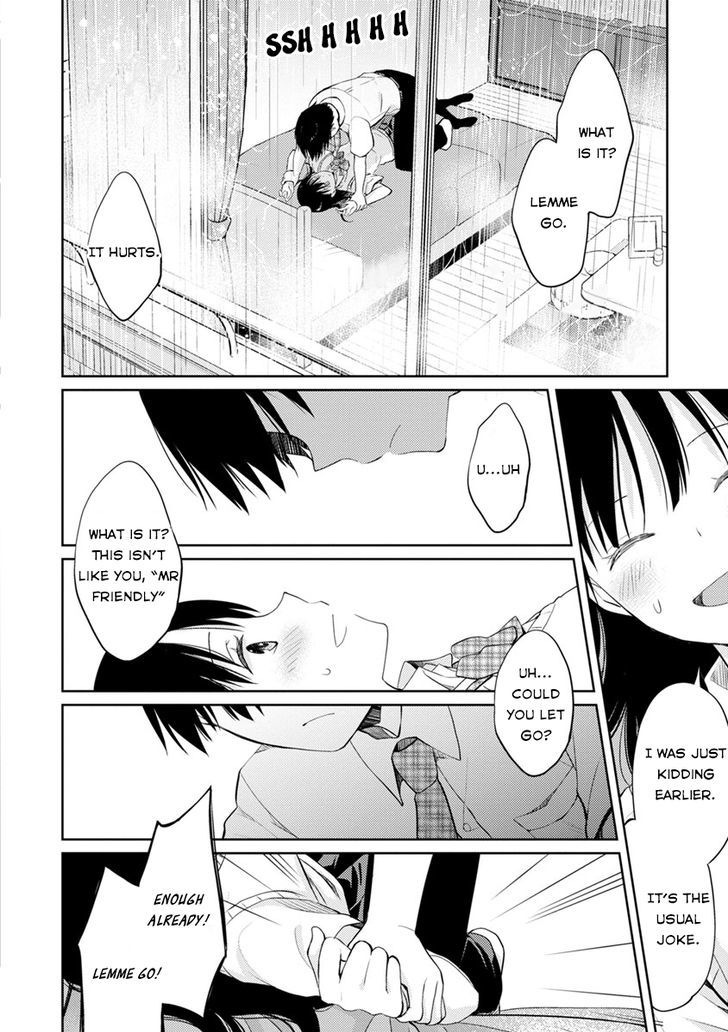 SSHHHHH
WHAT
IS IT?
LEMME
GO.
IT HURTS.
U...UH
WHAT IS IT?
THIS ISN'T
LIKE YOU, "MR
FRIENDLY"
UH...
COULD
YOU LET
GO?
I WAS JUST
KIDDING
EARLIER.
IT'S THE
USUAL
JOKE.
ENOUGH
ALREADY!
LEMME GO!